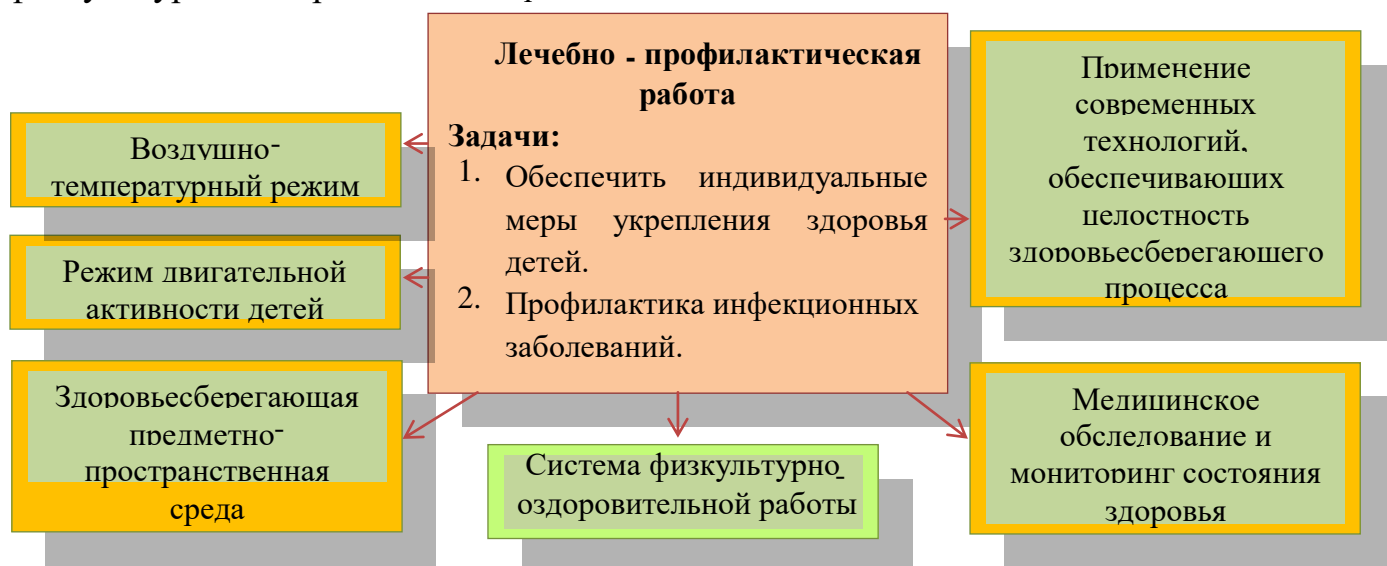 Лечебно - профилактическая
работа
Задачи:
1. Обеспечить индивидуальные
меры укрепления здоровья
детей.
2. Профилактика инфекционных
заболеваний.
Воздушно-
температурный режим
Режим двигательной
активности детей
Здоровьесберегающая
предметно-
пространственная
среда
Система физкультурно-
оздоровительной работы
Применение
современных
технологий,
обеспечивающих
целостность
здоровьесберегающего
процесса
Медицинское
обследование и
мониторинг состояния
здоровья